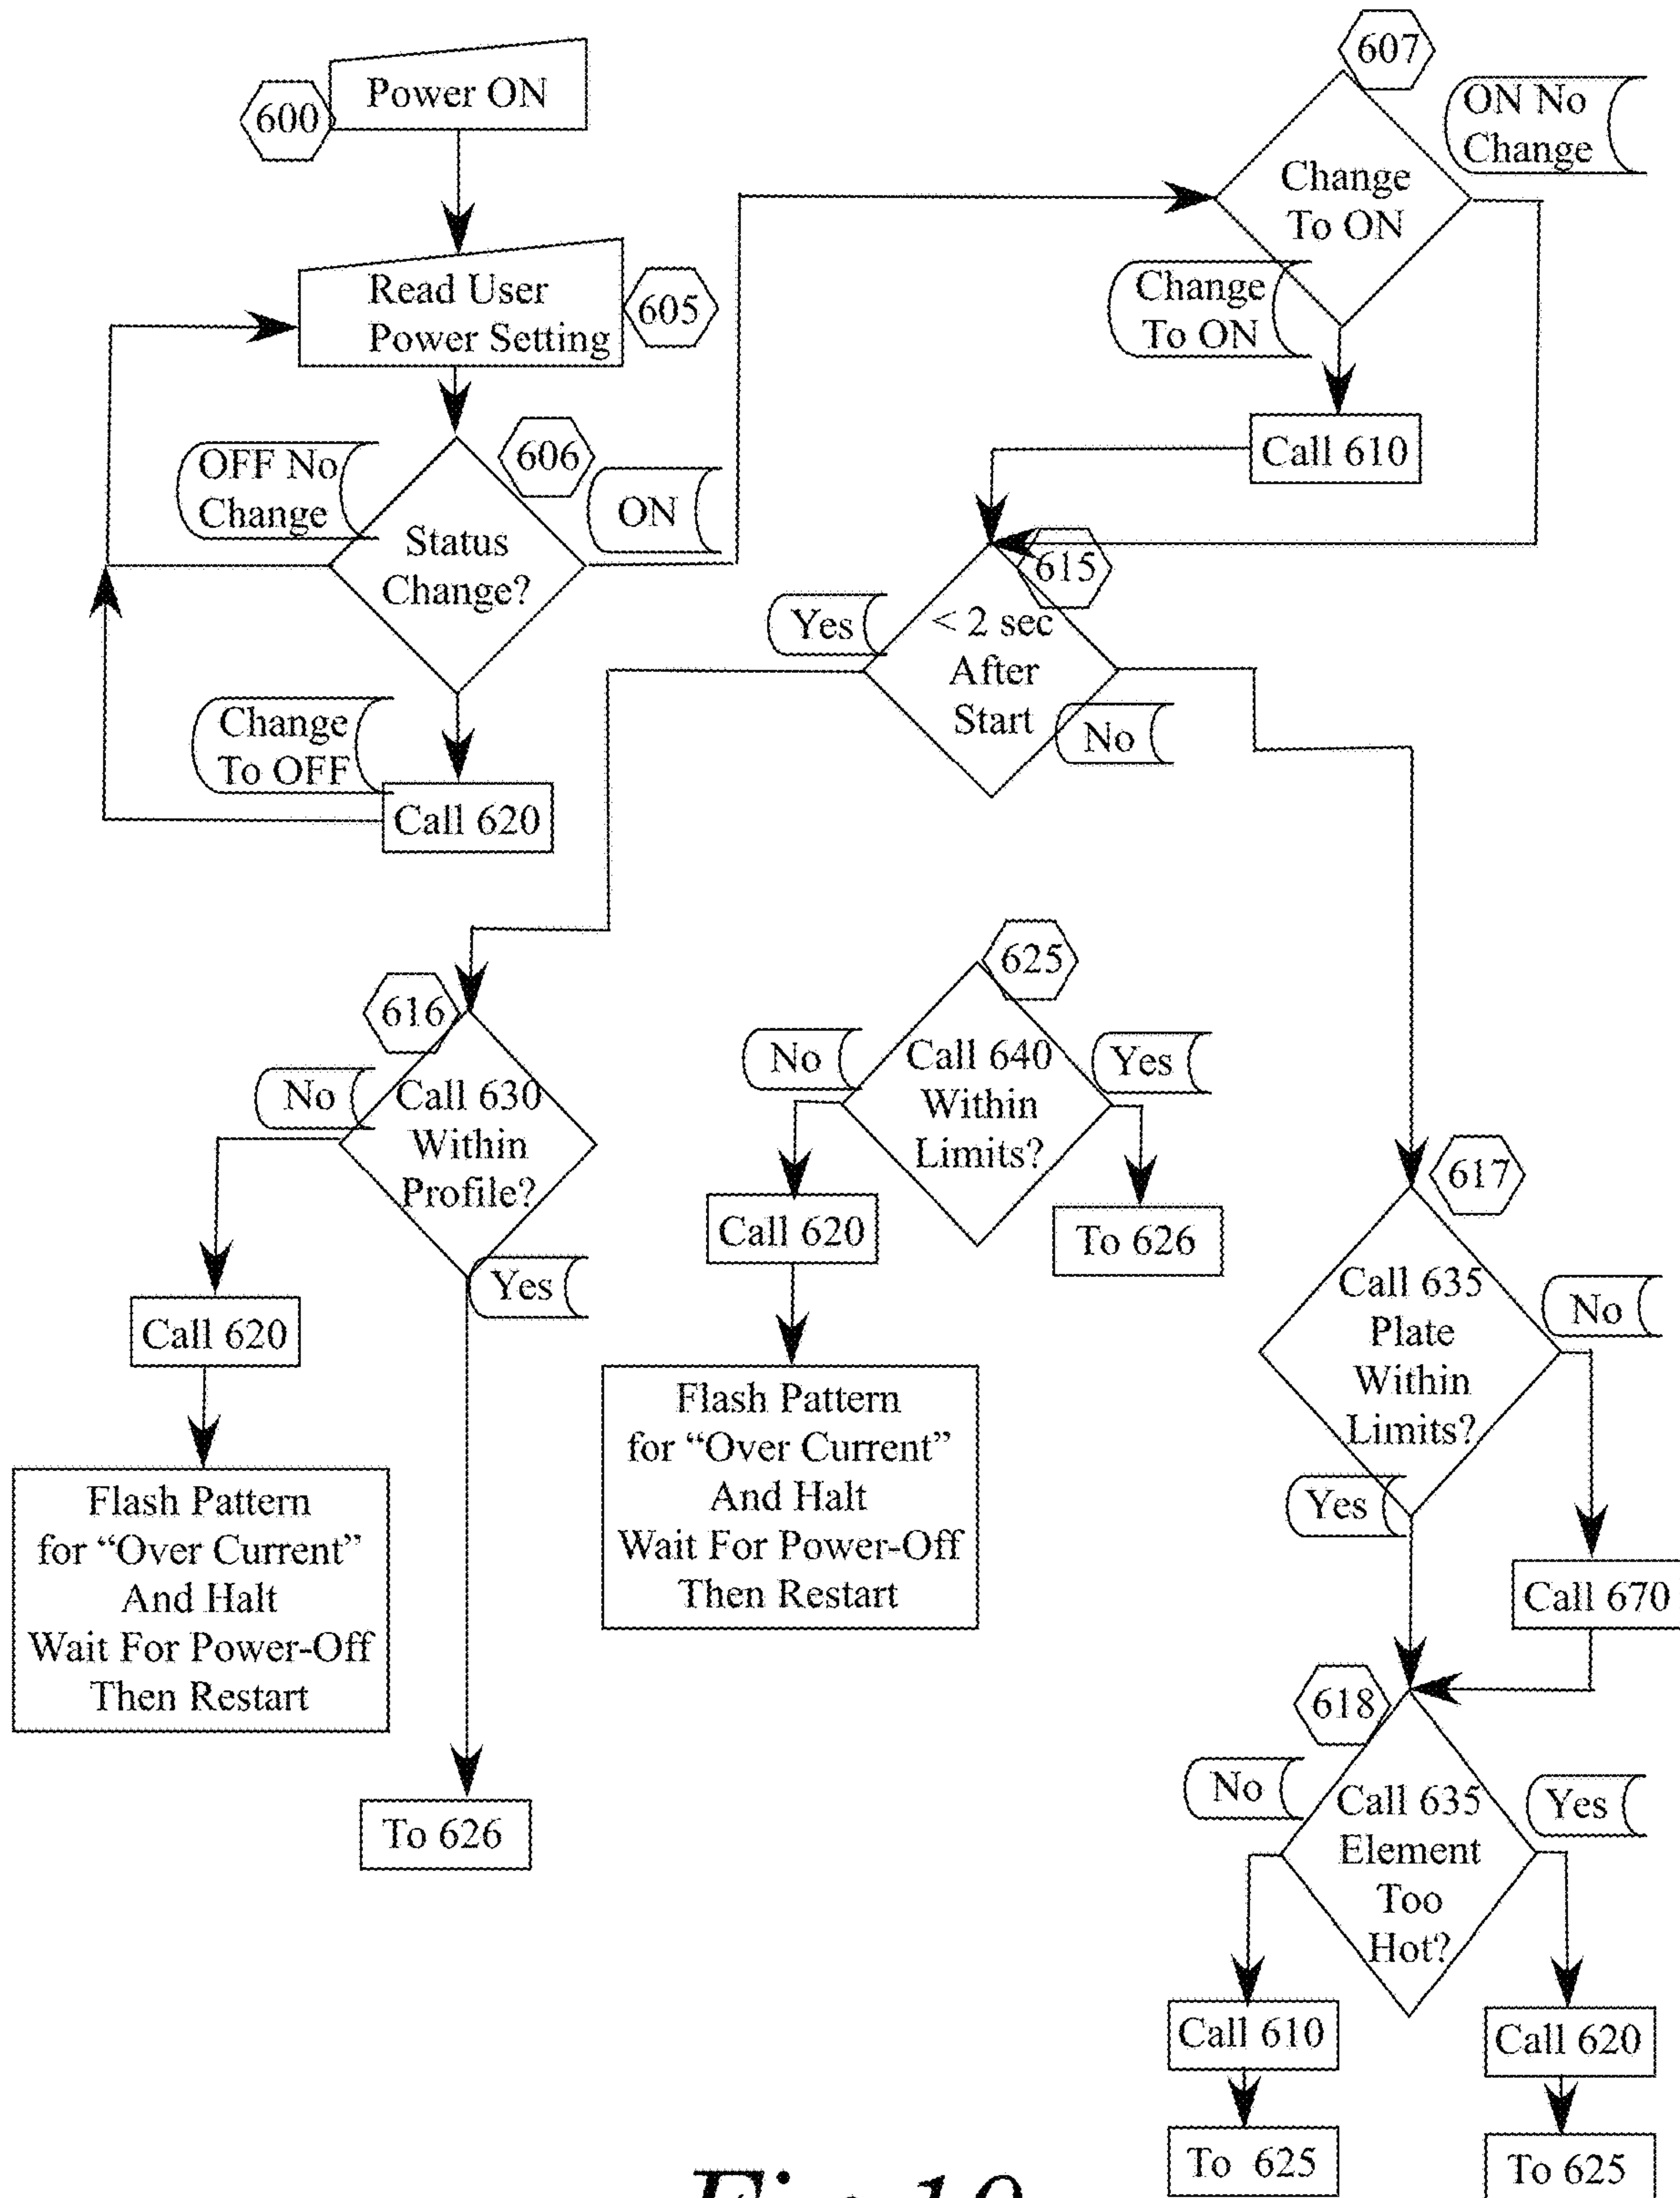 600
Power ON
Read User
Power Setting
605
OFF No
Change
606
ON
Status
Change?
Change
To OFF
Call 620
607
ON No
Change
Change
To ON
Change
To ON
Call 610
615
Yes
< 2 sec
After
Start
No
616
No
Call 630
Within
Profile?
Yes
Call 620
Flash Pattern
for “Over Current”
And Halt
Wait For Power-Off
Then Restart
To 626
625
No
Call 640
Within
Limits?
Yes
Call 620
To 626
Flash Pattern
for “Over Current”
And Halt
Wait For Power-Off
Then Restart
617
Call 635
Plate
Within
Limits?
No
Yes
Call 670
618
No
Call 635
Element
Too
Hot?
Yes
Call 610
Call 620
To 625
To 625